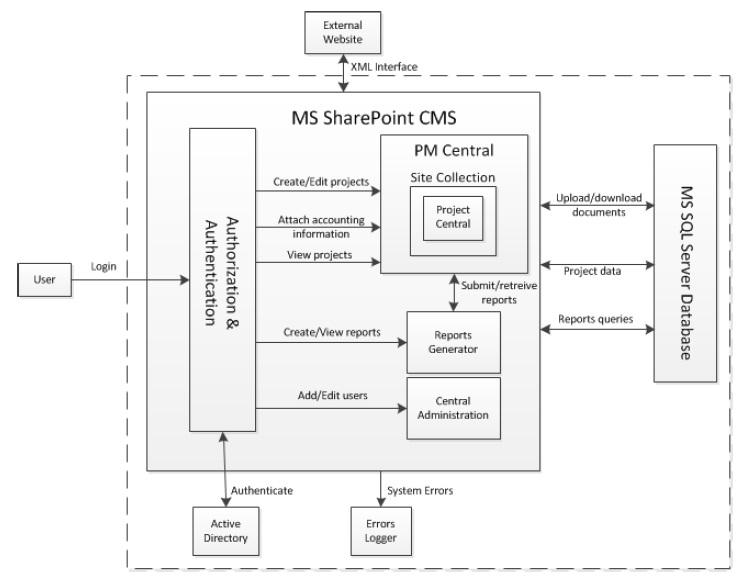 External
Website
XML Interface
MS SharePoint CMS
PM Central
Site Collection
Project
Central
Create/Edit projects
Attach accounting
information
View projects
Authorization &
Authentication
Upload/download
documents
Project data
Reports queries
MS SQL Server Database
User
Login
Submit/retreive
reports
Create/View reports
Reports
Generator
Add/Edit users
Central
Administration
Authenticate
System Errors
Active
Directory
Errors
Logger